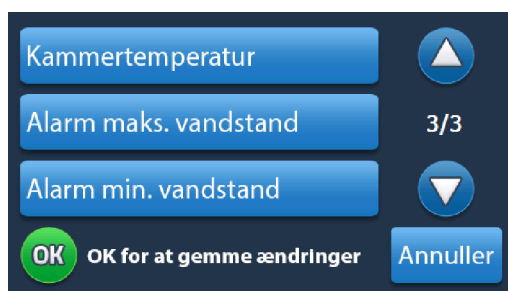 Kammertemperatur
Alarm maks. vandstand
3/3
Alarm min. vandstand
OK OK for at gemme ændringer
Annuller